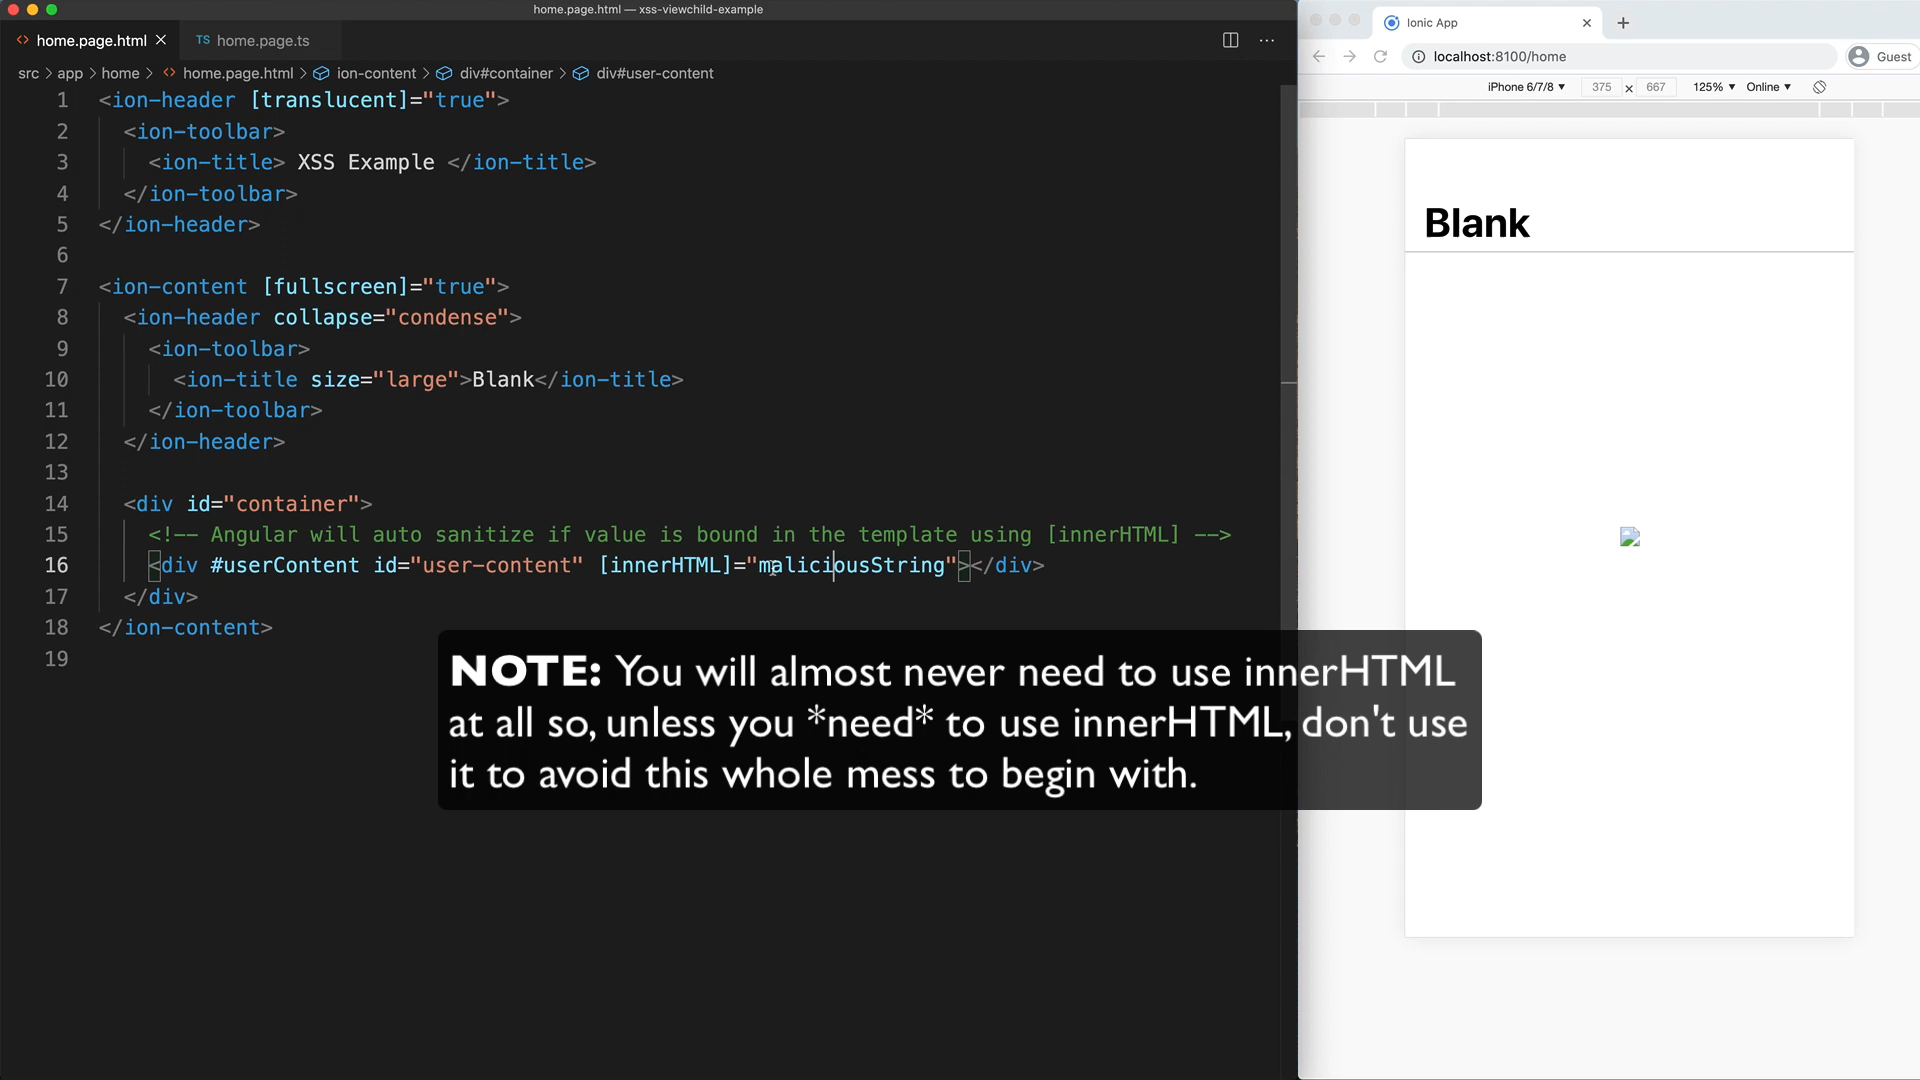 home.page.html — xss-viewchild-example
home.page.html
TS home.page.ts
src > app > home > home.page.html > ion-content > div#container > div#user-content
1 <ion-header [translucent]="true">
2 <ion-toolbar>
3 <ion-title> XSS Example </ion-title>
4 </ion-toolbar>
5 </ion-header>
6
7 <ion-content [fullscreen]="true">
8 <ion-header collapse="condense">
9 <ion-toolbar>
10 <ion-title size="large">Blank</ion-title>
11 </ion-toolbar>
12 </ion-header>
13
14 <div id="container">
15 <!-- Angular will auto sanitize if value is bound in the template using [innerHTML] -->
16 <div #userContent id="user-content" [innerHTML]="maliciousString"></div>
17 </div>
18 </ion-content>
19
NOTE: You will almost never need to use innerHTML
at all so, unless you *need* to use innerHTML, don't use
it to avoid this whole mess to begin with.
Ionic App
localhost:8100/home
Guest
iPhone 6/7/8 ▼ 375 × 667 125% ▼ Online ▼
Blank